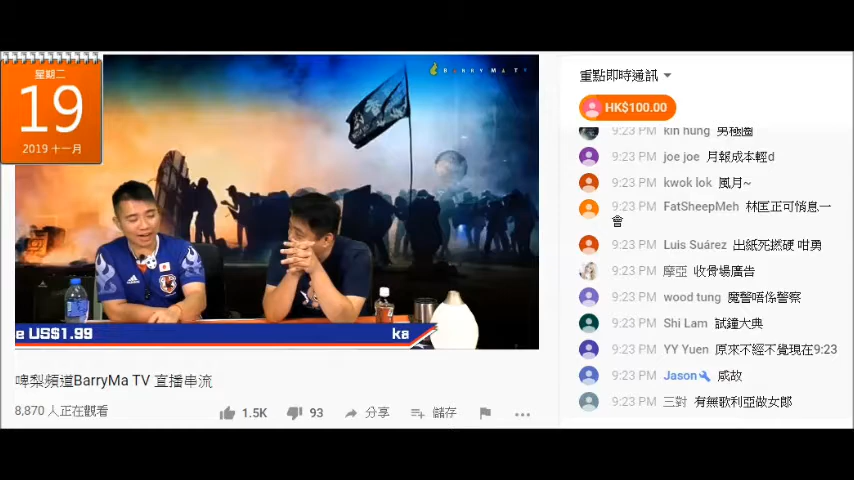 星期二
19
2019 十一月
BARRYMA TV
e US$1.99
ka
啤梨頻道BarryMa TV 直播串流
8,870 人正在觀看
1.5K
93
分享
儲存
重點即時通訊
HK$100.00
9:23 PM kin hung 男極圈
9:23 PM joe joe 月報成本輕d
9:23 PM kwok lok 風月~
9:23 PM FatSheepMeh 林匡正可惜息一
會
9:23 PM Luis Suárez 出紙死撚硬 咁勇
9:23 PM 摩亞 收骨場廣告
9:23 PM wood tung 魔警唔係警察
9:23 PM Shi Lam 試鐘大典
9:23 PM YY Yuen 原來不經不覺現在9:23
9:23 PM Jason 咸故
9:23 PM 三對 有無歌利亞做女郎